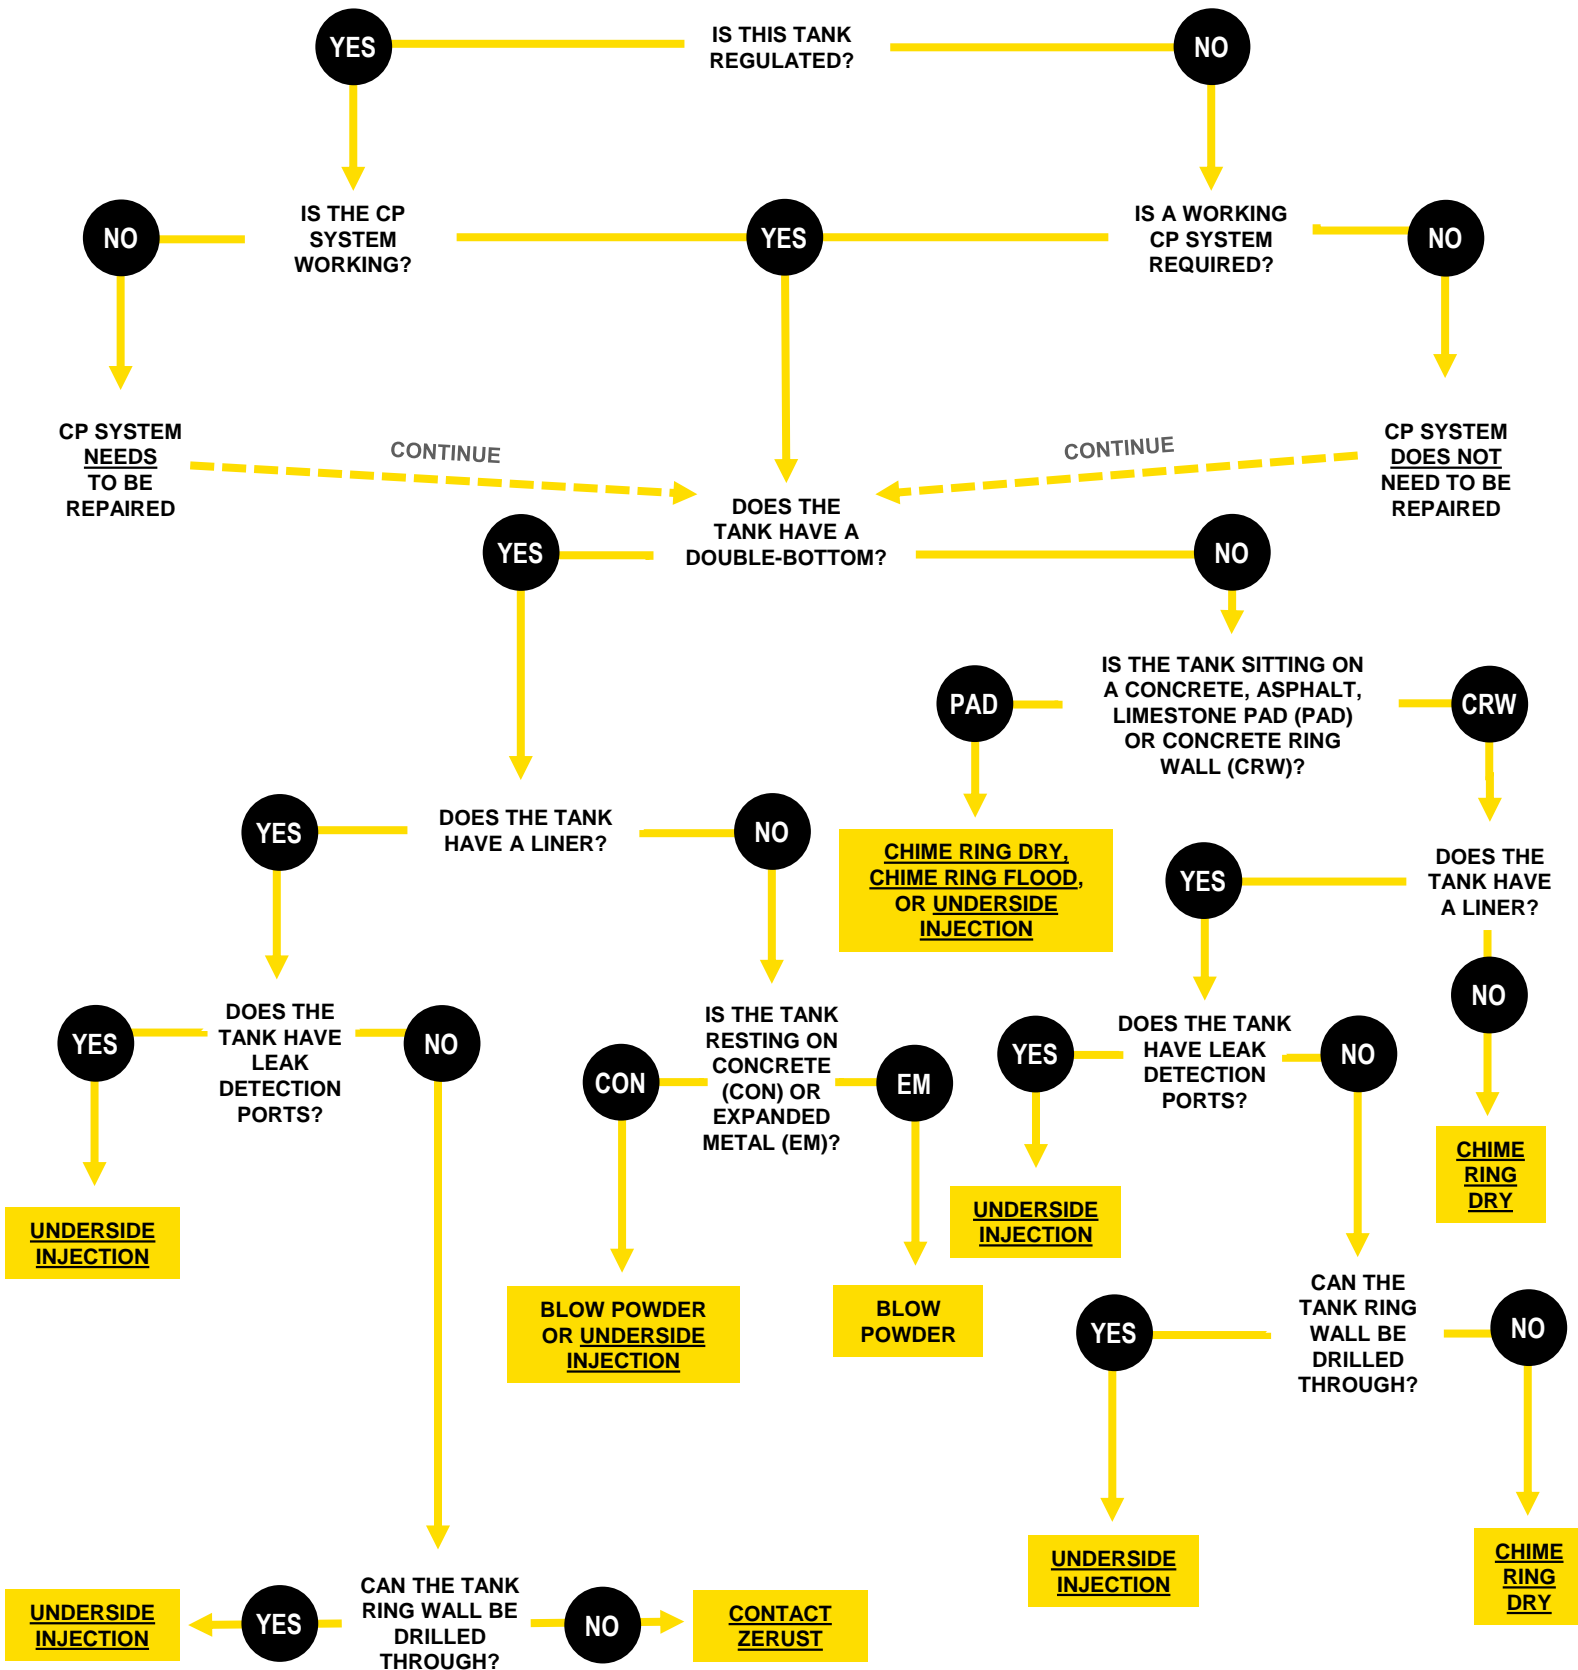 IS THIS TANK
REGULATED?
YES
NO
IS THE CP
SYSTEM
WORKING?
NO
YES
IS A WORKING
CP SYSTEM
REQUIRED?
NO
CP SYSTEM
NEEDS
TO BE
REPAIRED
CONTINUE
CONTINUE
CP SYSTEM
DOES NOT
NEED TO BE
REPAIRED
DOES THE
TANK HAVE A
DOUBLE-BOTTOM?
YES
NO
IS THE TANK SITTING ON
A CONCRETE, ASPHALT,
LIMESTONE PAD (PAD)
OR CONCRETE RING
WALL (CRW)?
PAD
CRW
DOES THE TANK
HAVE A LINER?
YES
NO
CHIME RING DRY,
CHIME RING FLOOD,
OR UNDERSIDE
INJECTION
DOES THE
TANK HAVE
A LINER?
YES
NO
DOES THE
TANK HAVE
LEAK
DETECTION
PORTS?
YES
NO
IS THE TANK
RESTING ON
CONCRETE
(CON) OR
EXPANDED
METAL (EM)?
CON
EM
DOES THE TANK
HAVE LEAK
DETECTION
PORTS?
YES
NO
CHIME
RING
DRY
UNDERSIDE
INJECTION
UNDERSIDE
INJECTION
BLOW POWDER
OR UNDERSIDE
INJECTION
BLOW
POWDER
CAN THE
TANK RING
WALL BE
DRILLED
THROUGH?
YES
NO
UNDERSIDE
INJECTION
CHIME
RING
DRY
UNDERSIDE
INJECTION
YES
CAN THE TANK
RING WALL BE
DRILLED
THROUGH?
NO
CONTACT
ZERUST